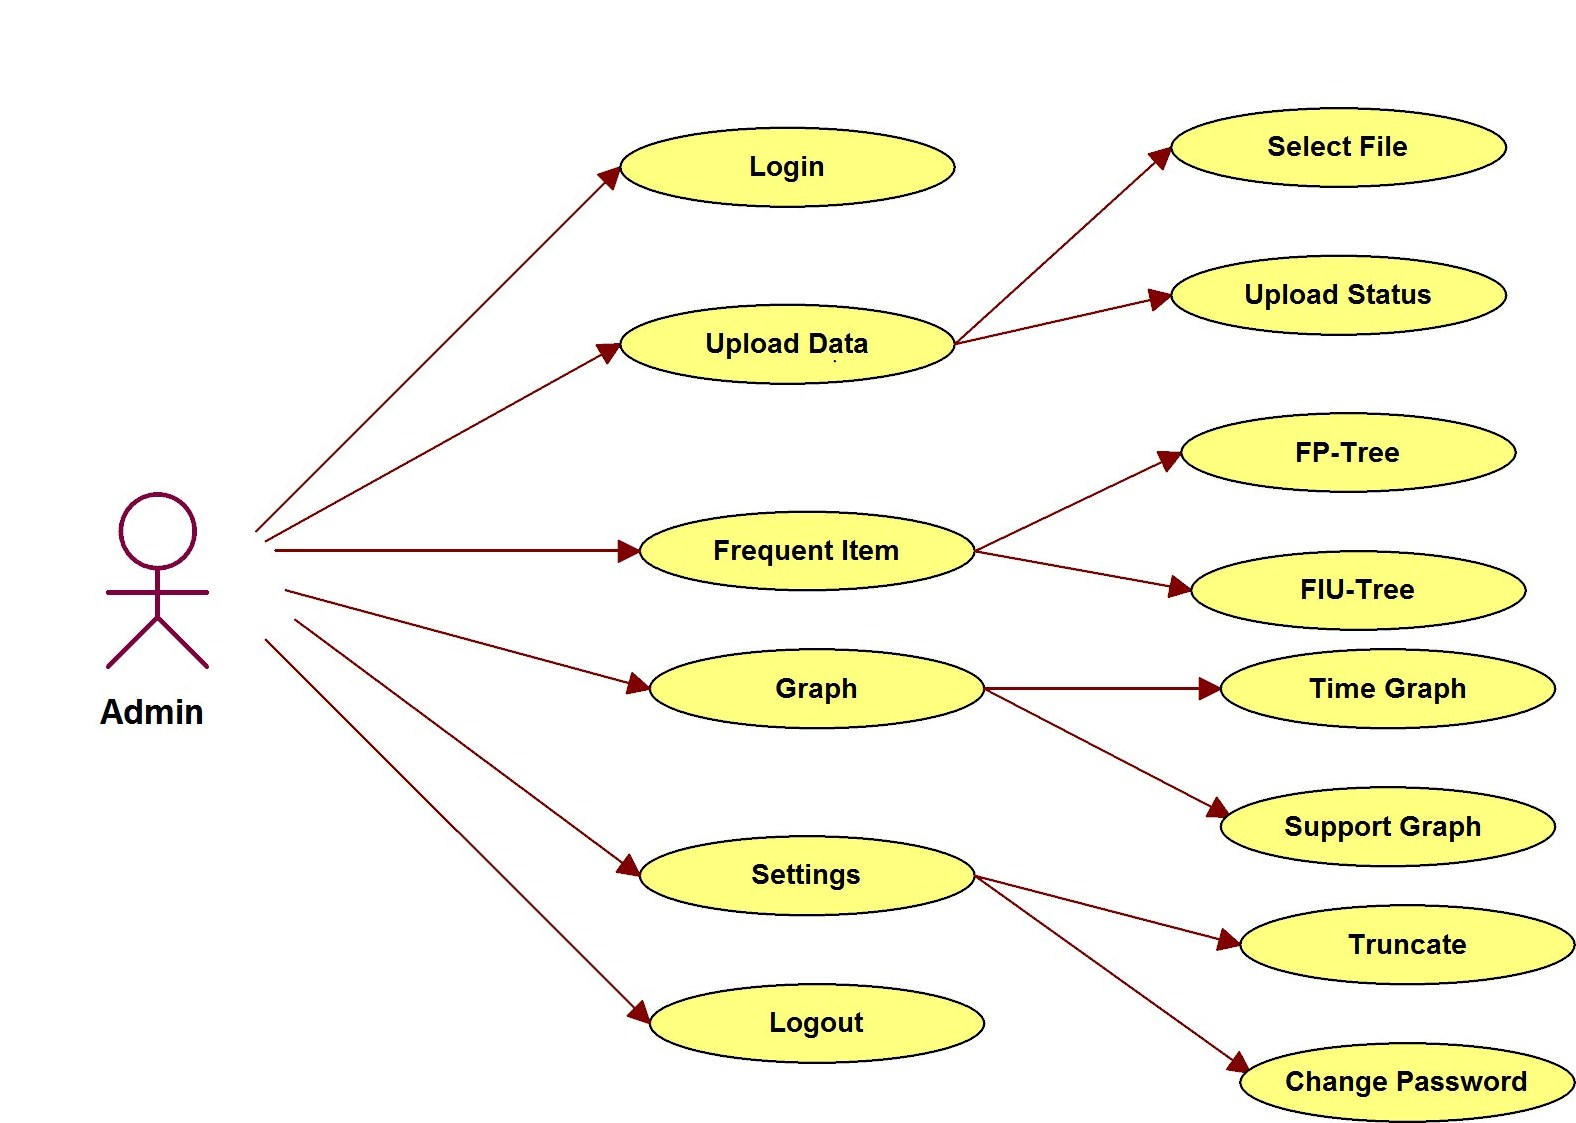 Login
Select File
Upload Data
Upload Status
Frequent Item
FP-Tree
FIU-Tree
Admin
Graph
Time Graph
Support Graph
Settings
Truncate
Logout
Change Password